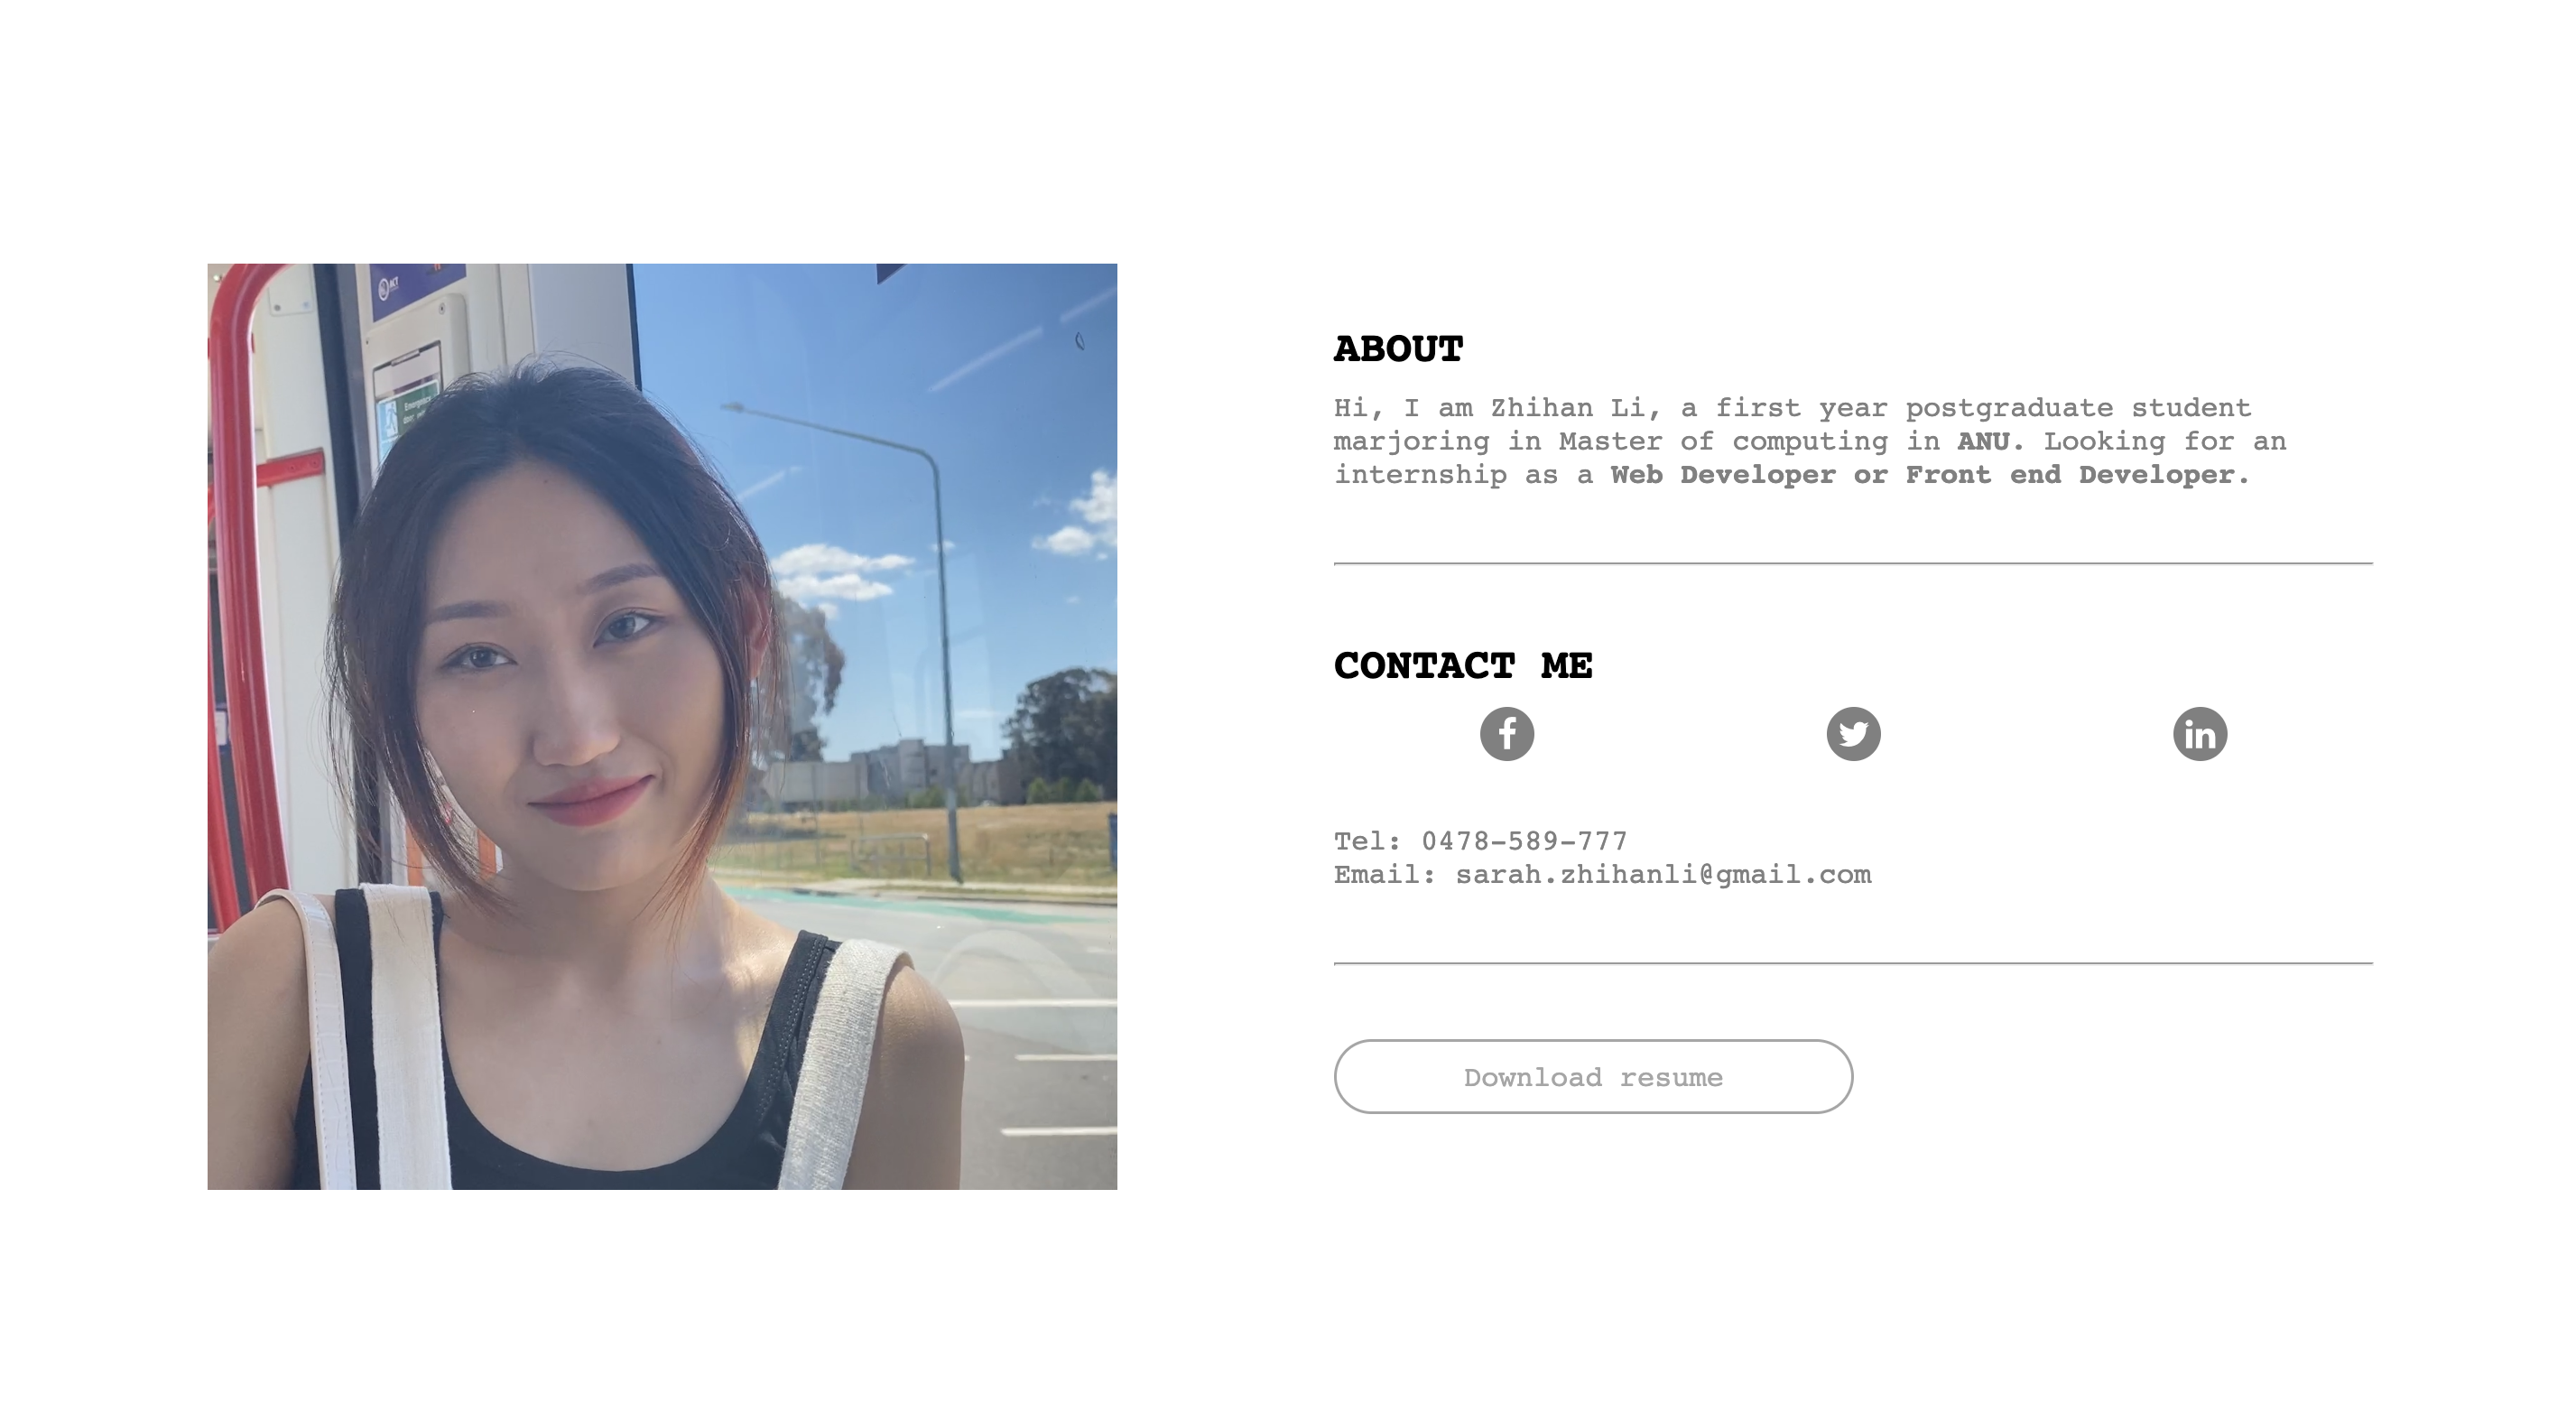 ACT
Emergency
ABOUT
Hi, I am Zhihan Li, a first year postgraduate student
marjoring in Master of computing in ANU. Looking for an
internship as a Web Developer or Front end Developer.
CONTACT ME
Tel: 0478-589-777
Email: sarah.zhihanli@gmail.com
Download resume